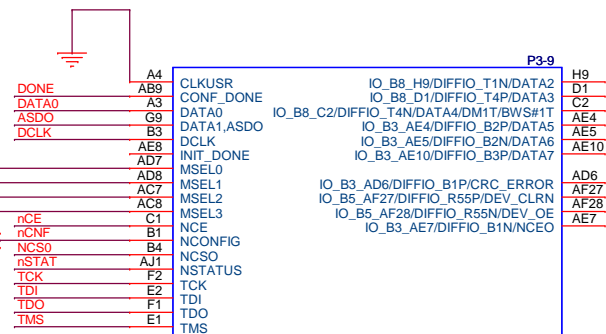 P3-9
A4 CLKUSR IO_B8_H9/DIFFIO_T1N/DATA2 H9
DONE AB9 CONF_DONE IO_B8_D1/DIFFIO_T4P/DATA3 D1
DATA0 A3 DATA0 IO_B8_C2/DIFFIO_T4N/DATA4/DM1T/BWS#1T C2
ASDO G9 DATA1,ASDO IO_B3_AE4/DIFFIO_B2P/DATA5 AE4
DCLK B3 DCLK IO_B3_AE5/DIFFIO_B2N/DATA6 AE5
AE8 INIT_DONE IO_B3_AE10/DIFFIO_B3P/DATA7 AE10
AD7 MSEL0
AD8 MSEL1 IO_B3_AD6/DIFFIO_B1P/CRC_ERROR AD6
AC7 MSEL2 IO_B5_AF27/DIFFIO_R55P/DEV_CLRN AF27
AC8 MSEL3 IO_B5_AF28/DIFFIO_R55N/DEV_OE AF28
nCE C1 NCE IO_B3_AE7/DIFFIO_B1N/NCEO AE7
nCNF B1 NCONFIG
NCS0 B4 NCSO
nSTAT AJ1 NSTATUS
TCK F2 TCK
TDI E2 TDI
TDO F1 TDO
TMS E1 TMS